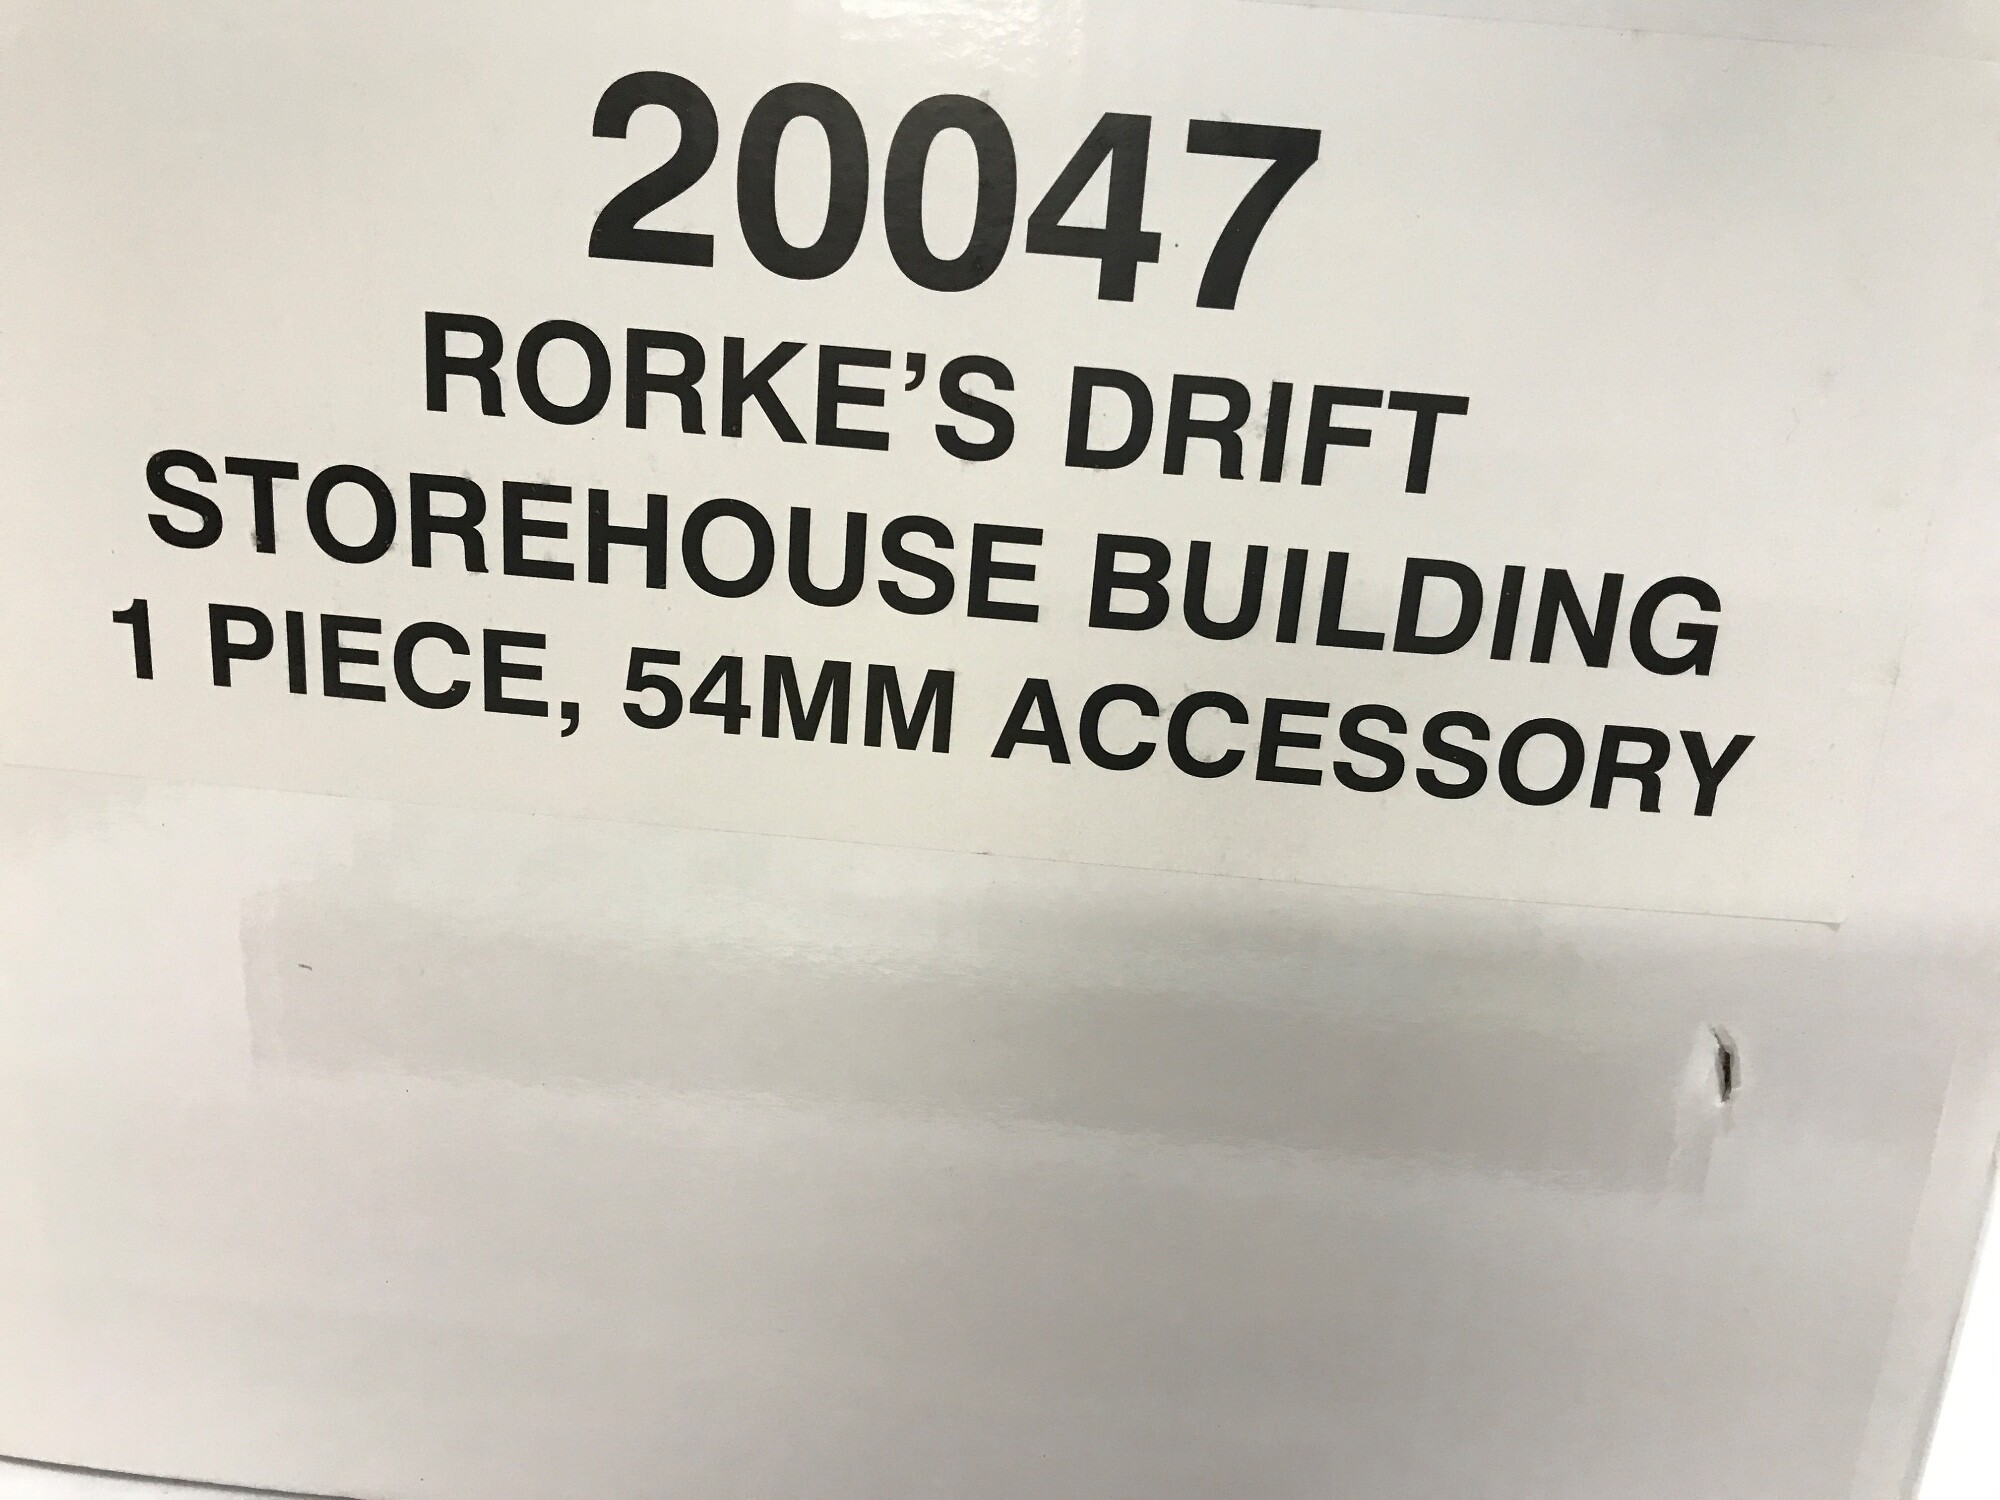 20047
RORKE’S DRIFT
STOREHOUSE BUILDING
1 PIECE, 54MM ACCESSORY